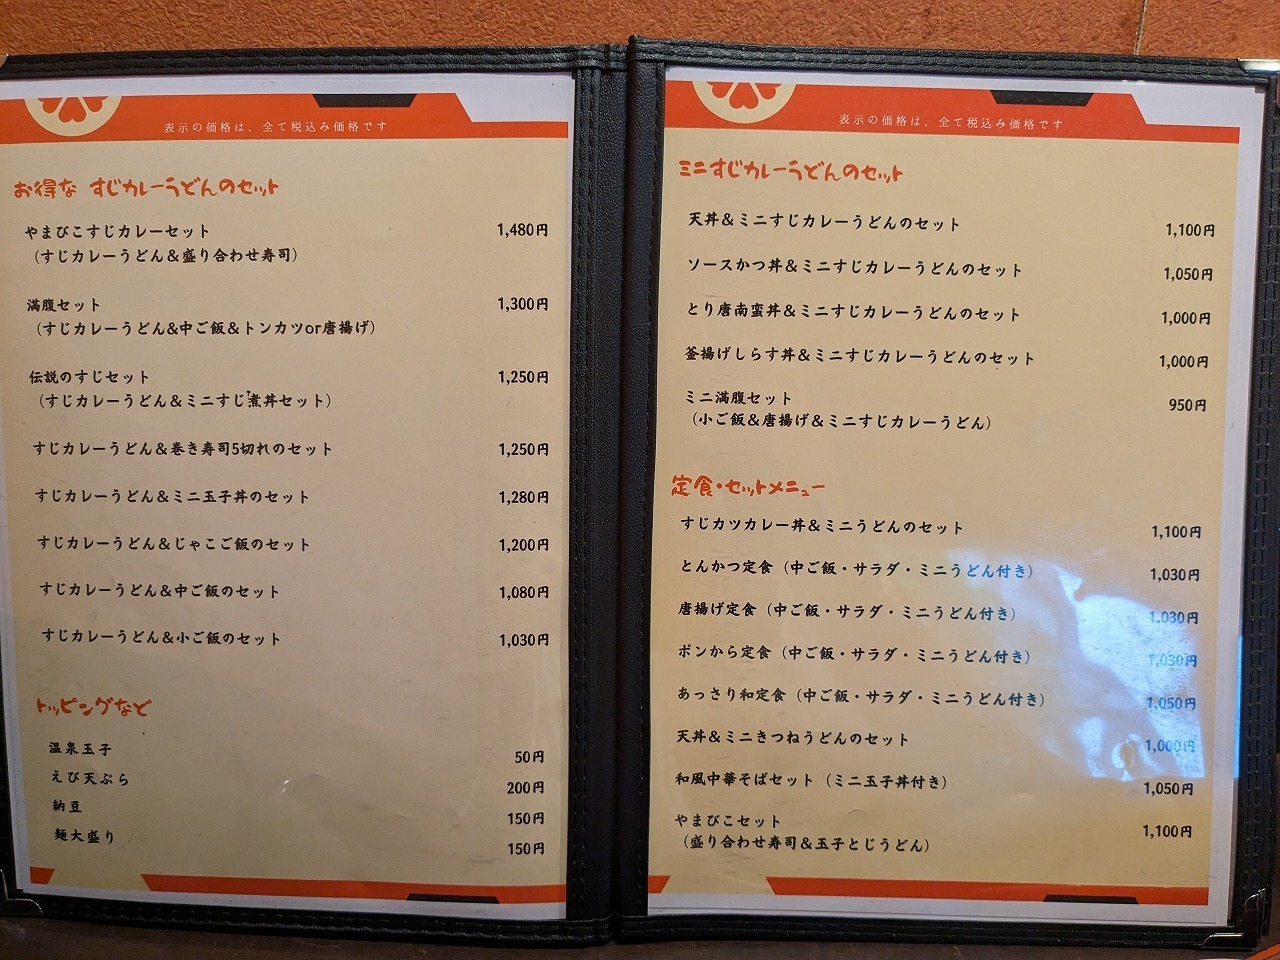 表示の価格は、全て税込み価格です
お得な すじカレーうどんのセット
やまびこすじカレーセット 1,480円
(すじカレーうどん&盛り合わせ寿司)
満腹セット 1,300円
(すじカレーうどん&中ご飯&トンカツor唐揚げ)
伝説のすじセット 1,250円
(すじカレーうどん&ミニすじ煮丼セット)
すじカレーうどん&巻き寿司5切れのセット 1,250円
すじカレーうどん&ミニ玉子丼のセット 1,280円
すじカレーうどん&じゃこご飯のセット 1,200円
すじカレーうどん&中ご飯のセット 1,080円
すじカレーうどん&小ご飯のセット 1,030円
トッピングなど
温泉玉子 50円
えび天ぷら 200円
納豆 150円
麺大盛り 150円
表示の価格は、全て税込み価格です
ミニすじカレーうどんのセット
天丼&ミニすじカレーうどんのセット 1,100円
ソースかつ丼&ミニすじカレーうどんのセット 1,050円
とり唐南蛮丼&ミニすじカレーうどんのセット 1,000円
釜揚げしらす丼&ミニすじカレーうどんのセット 1,000円
ミニ満腹セット 950円
(小ご飯&唐揚げ&ミニすじカレーうどん)
定食・セットメニュー
すじカツカレー丼&ミニうどんのセット 1,100円
とんかつ定食(中ご飯・サラダ・ミニうどん付き) 1,030円
唐揚げ定食(中ご飯・サラダ・ミニうどん付き) 1,030円
ポンから定食(中ご飯・サラダ・ミニうどん付き) 1,030円
あっさり和定食(中ご飯・サラダ・ミニうどん付き) 1,050円
天丼&ミニきつねうどんのセット 1,000円
和風中華そばセット(ミニ玉子丼付き) 1,050円
やまびこセット 1,100円
(盛り合わせ寿司&玉子とじうどん)